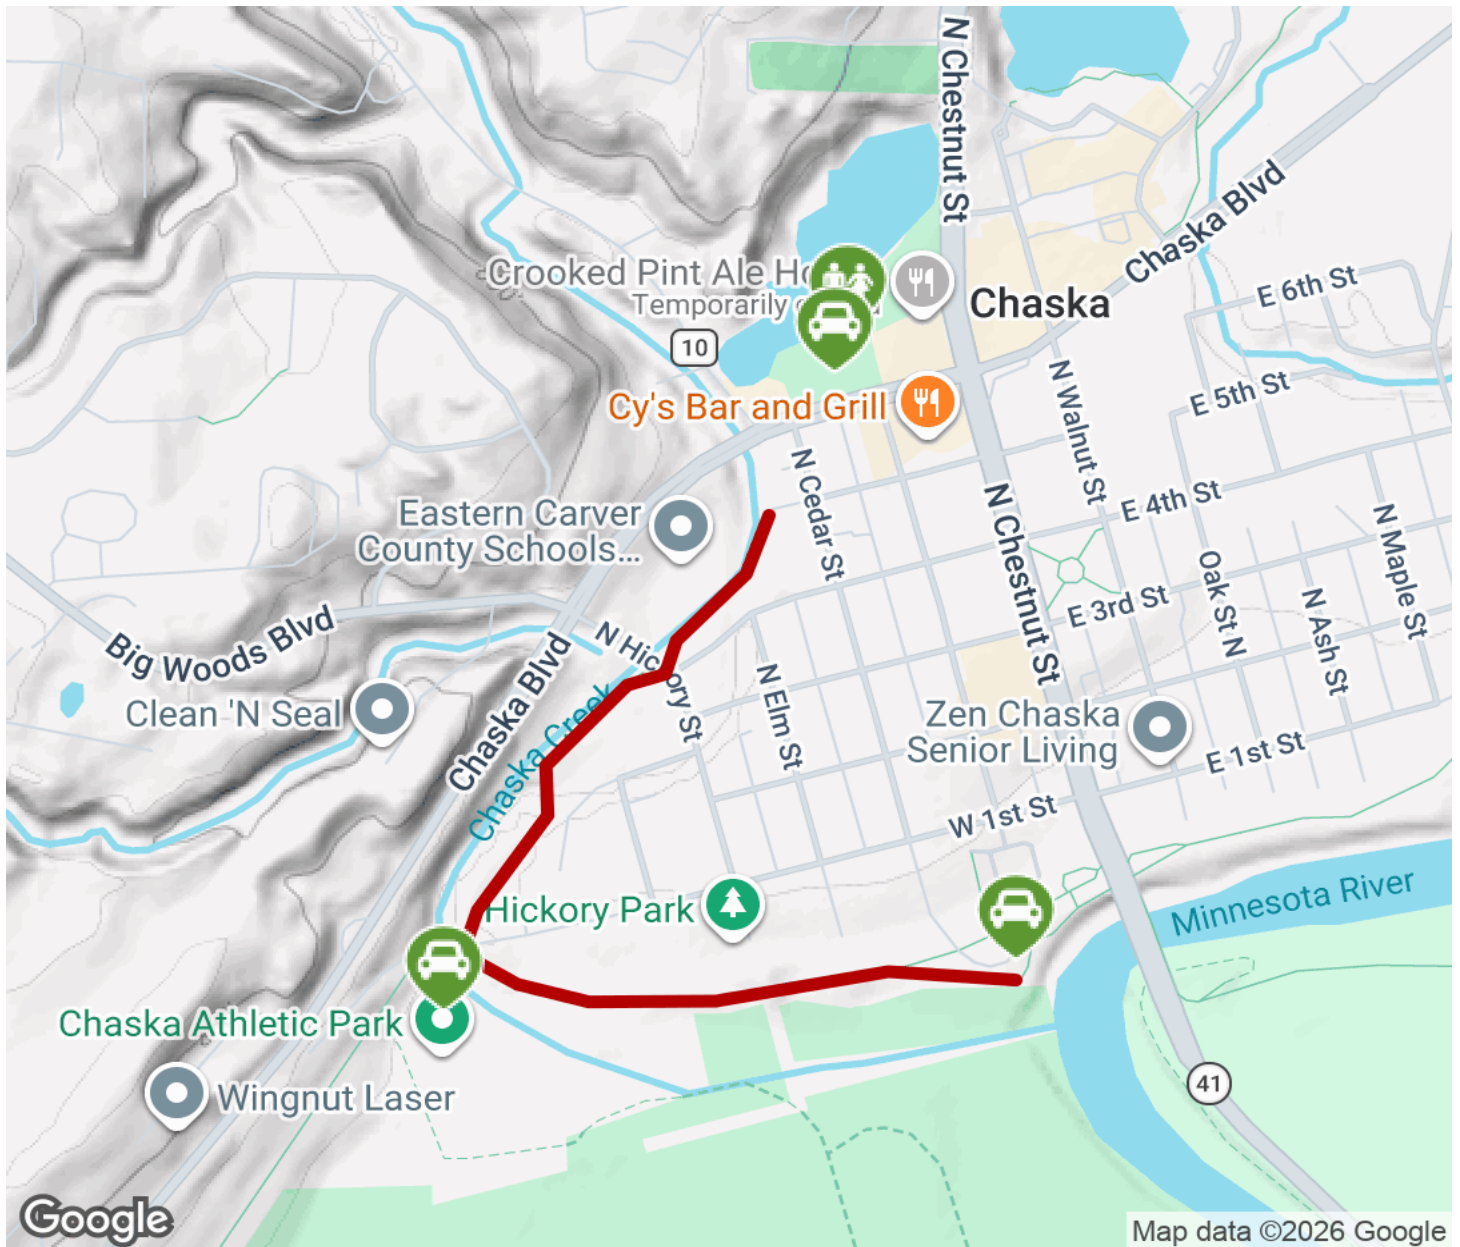 N Chestnut St
Chaska Blvd
Crooked Pint Ale Ho
Temporarily
E 6th St
Chaska
10
N Walnut St
E 5th St
Cy's Bar and Grill
N Cedar St
E 4th St
N Chestnut St
Eastern Carver
County Schools...
N Maple St
Oak St N
E 3rd St
N Ash St
Big Woods Blvd
N Hickory St
Chaska Blvd
N Elm St
Clean 'N Seal
Zen Chaska
Senior Living
Chaska Creek
E 1st St
W 1st St
Hickory Park
Minnesota River
Chaska Athletic Park
41
Wingnut Laser
Google
Map data ©2026 Google